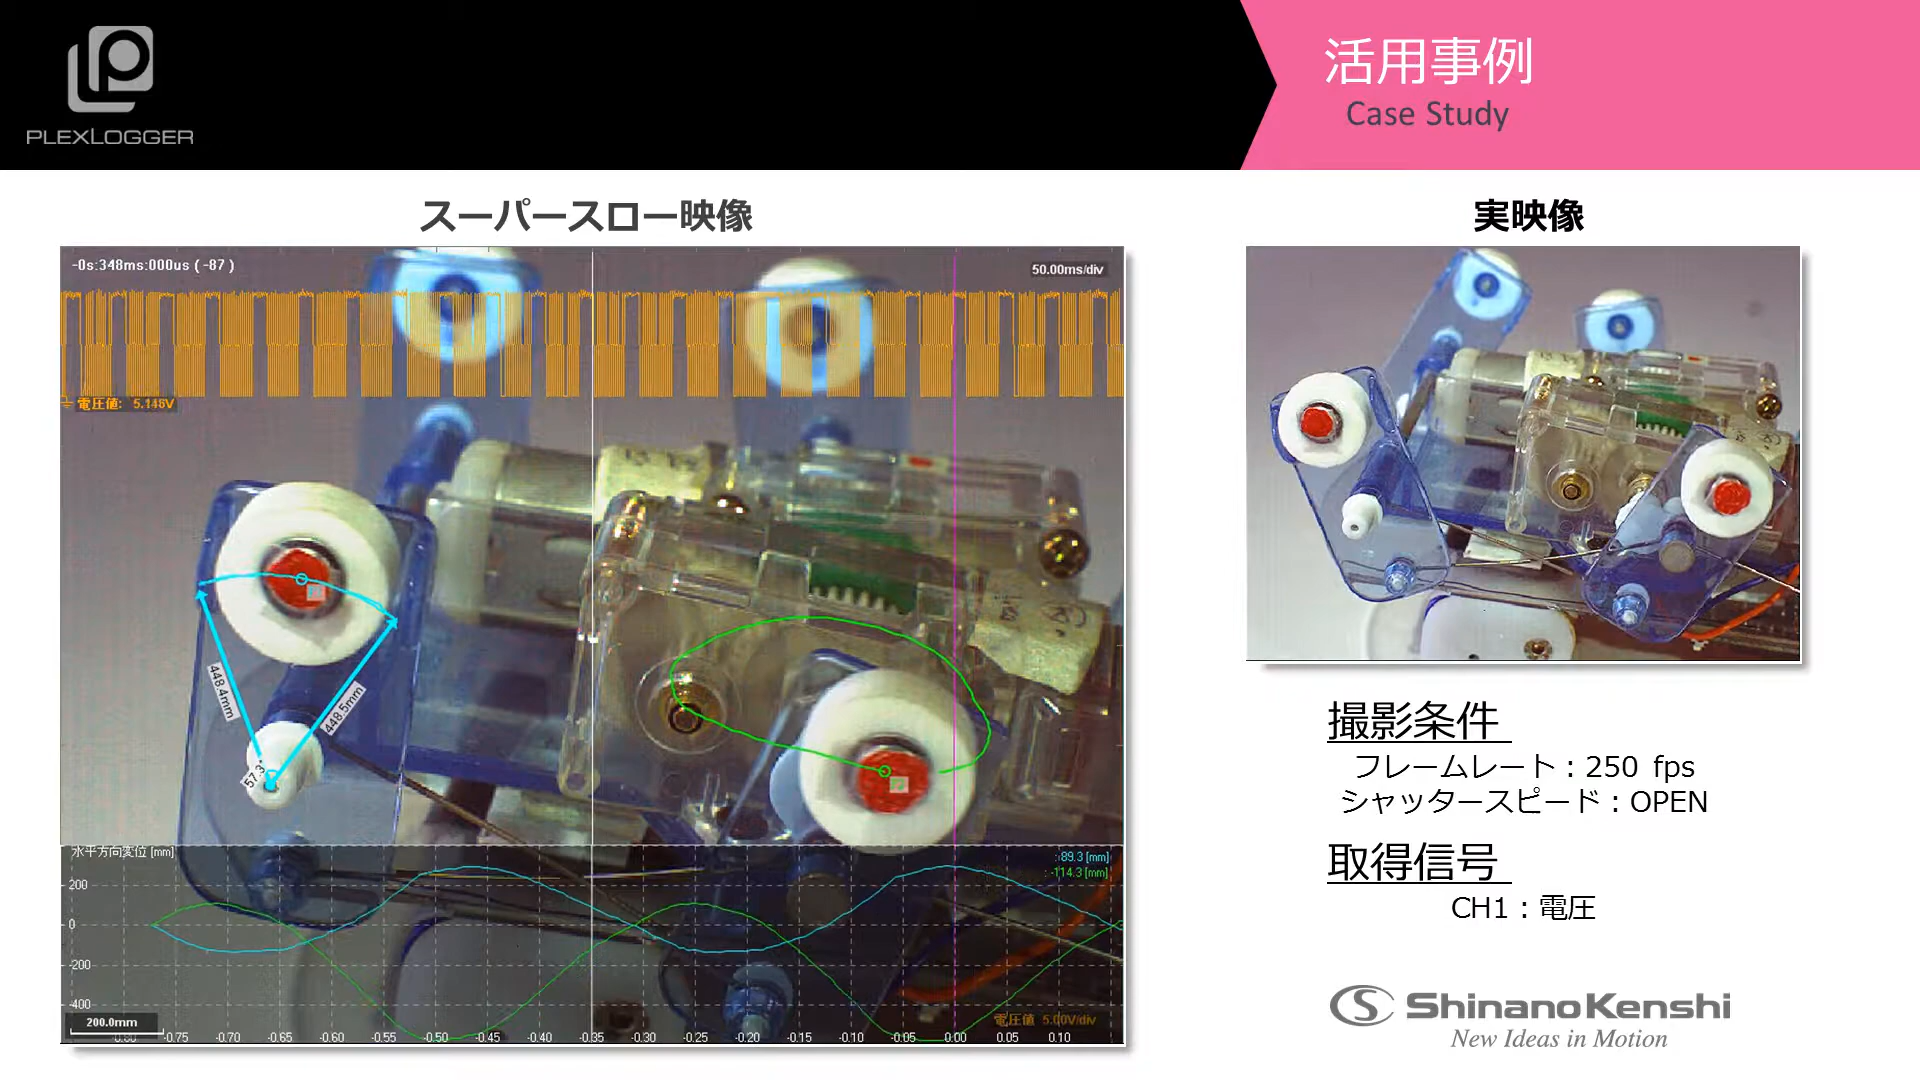 PLEXLOGGER
活用事例
Case Study
スーパースロー映像
実映像
-0s:348ms:000us ( -87 )
50.00ms/div
電圧値: 5.146V
448.4mm
448.5mm
57.3
水平方向変位 [mm]
:-89.3 [mm]
: -114.3 [mm]
200
0
-200
-400
200.0mm
電圧値 5.00V/div
-0.80 -0.75 -0.70 -0.65 -0.60 -0.55 -0.50 -0.45 -0.40 -0.35 -0.30 -0.25 -0.20 -0.15 -0.10 -0.05 0.00 0.05 0.10
撮影条件
フレームレート：250 fps
シャッタースピード：OPEN
取得信号
CH1：電圧
ShinanoKenshi
New Ideas in Motion